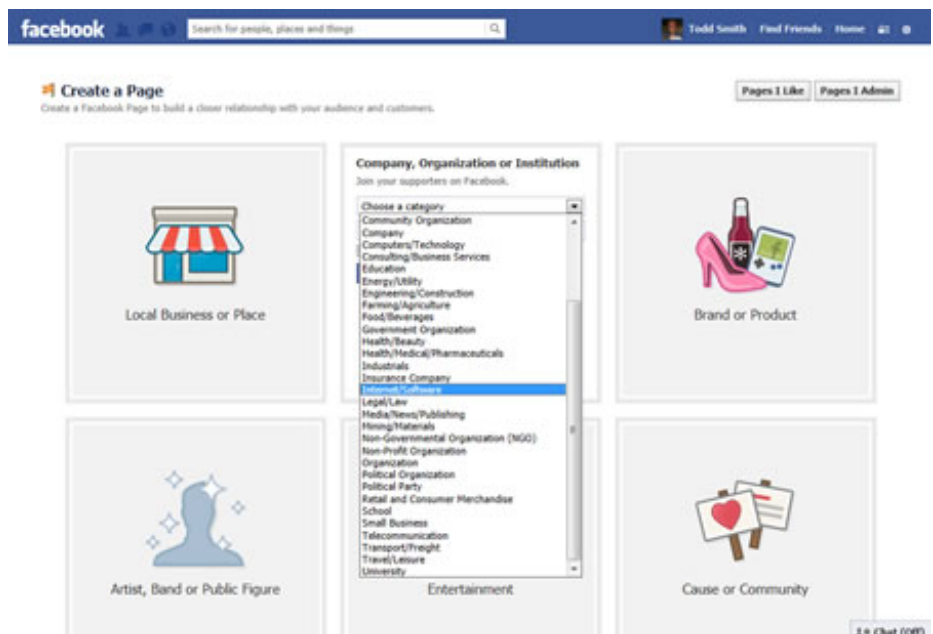 facebook
Search for people, places and things
Todd Smith Find Friends Home
Create a Page
Create a Facebook Page to build a closer relationship with your audience and customers.
Pages I Like Pages I Admin
Company, Organization or Institution
Join your supporters on Facebook.
Choose a category
Community Organization
Company
Computers/Technology
Consulting/Business Services
Education
Energy/Utility
Engineering/Construction
Farming/Agriculture
Food/Beverages
Government Organization
Health/Beauty
Health/Medical/Pharmaceuticals
Industrials
Insurance Company
Internet/Software
Legal/Law
Media/News/Publishing
Mining/Materials
Non-Governmental Organization (NGO)
Non-Profit Organization
Organization
Political Organization
Political Party
Retail and Consumer Merchandise
School
Small Business
Telecommunication
Transport/Freight
Travel/Leisure
University
Local Business or Place
Brand or Product
Artist, Band or Public Figure
Entertainment
Cause or Community
Chat (Off)